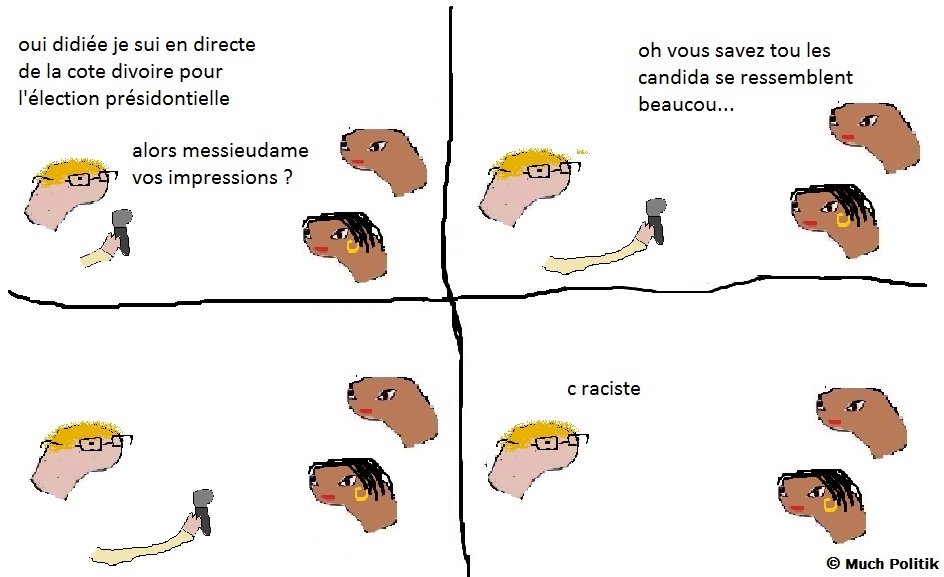 oui didiée je sui en directe
de la cote divoire pour
l'élection présidontielle
alors messieudame
vos impressions ?
oh vous savez tou les
candida se ressemblent
beaucou...
c raciste
© Much Politik